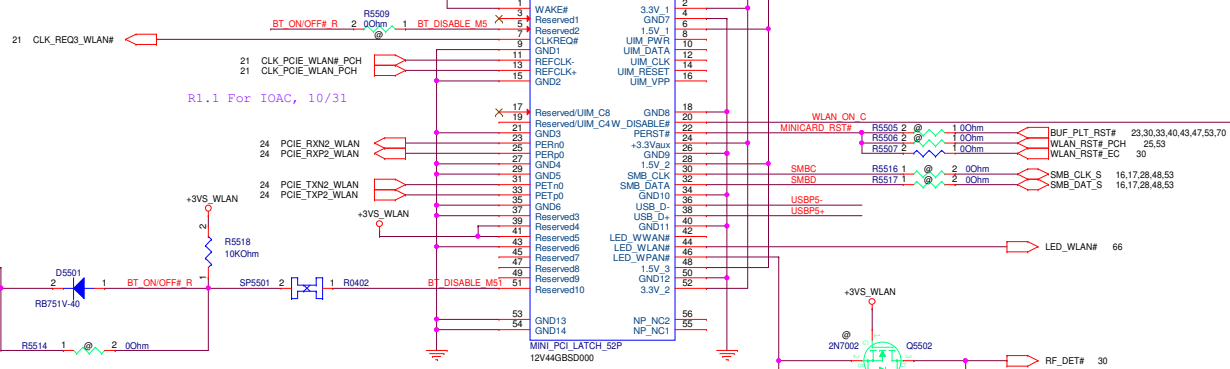 1 WAKE# 3.3V_1 2
3 Reserved1 GND7 4
BT_ON/OFF#_R R5509 2 0Ohm 1 @ BT_DISABLE_M5 5 Reserved2 1.5V_1 6
21 CLK_REQ3_WLAN# 7 CLKREQ# UIM_PWR 8
9 GND1 UIM_DATA 10
21 CLK_PCIE_WLAN#_PCH 11 REFCLK- UIM_CLK 12
21 CLK_PCIE_WLAN_PCH 13 REFCLK+ UIM_RESET 14
15 GND2 UIM_VPP 16
R1.1 For IOAC, 10/31
17 Reserved/UIM_C8 GND8 18
19 Reserved/UIM_C4 W_DISABLE# 20 WLAN_ON_C
21 GND3 PERST# 22 MINICARD_RST# R5505 2 @ 1 0Ohm BUF_PLT_RST# 23,30,33,40,43,47,53,70
24 PCIE_RXN2_WLAN 23 PERn0 +3.3Vaux 24 R5506 2 @ 1 0Ohm WLAN_RST#_PCH 25,53
24 PCIE_RXP2_WLAN 25 PERp0 GND9 26 R5507 2 1 0Ohm WLAN_RST#_EC 30
27 GND4 1.5V_2 28
29 GND5 SMB_CLK 30 SMBC R5516 1 @ 2 0Ohm SMB_CLK_S 16,17,28,48,53
24 PCIE_TXN2_WLAN 31 PETn0 SMB_DATA 32 SMBD R5517 1 @ 2 0Ohm SMB_DAT_S 16,17,28,48,53
24 PCIE_TXP2_WLAN 33 PETp0 GND10 34
35 GND6 USB_D- 36 USBP5-
37 Reserved3 USB_D+ 38 USBP5+
+3VS_WLAN
+3VS_WLAN
39 Reserved4 GND11 40
41 Reserved5 LED_WWAN# 42
43 Reserved6 LED_WLAN# 44 LED_WLAN# 66
45 Reserved7 LED_WPAN# 46
47 Reserved8 1.5V_3 48
49 Reserved9 GND12 50
51 Reserved10 3.3V_2 52
2 R5518 10KOhm 1
D5501 2 1 RB751V-40 BT_ON/OFF#_R SP5501 2 1 R0402 BT_DISABLE_M51
+3VS_WLAN
53 GND13 NP_NC2 56
54 GND14 NP_NC1 55
R5514 1 @ 2 0Ohm
MINI_PCI_LATCH_52P
12V44GBSD000
@
2N7002 Q5502
RF_DET# 30